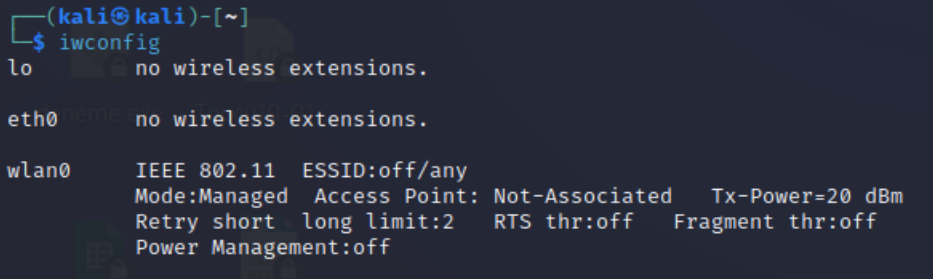 ┌──(kali㉿kali)-[~]
└─$ iwconfig
lo        no wireless extensions.
eth0      no wireless extensions.
wlan0     IEEE 802.11  ESSID:off/any
          Mode:Managed  Access Point: Not-Associated   Tx-Power=20 dBm
          Retry short  long limit:2   RTS thr:off   Fragment thr:off
          Power Management:off